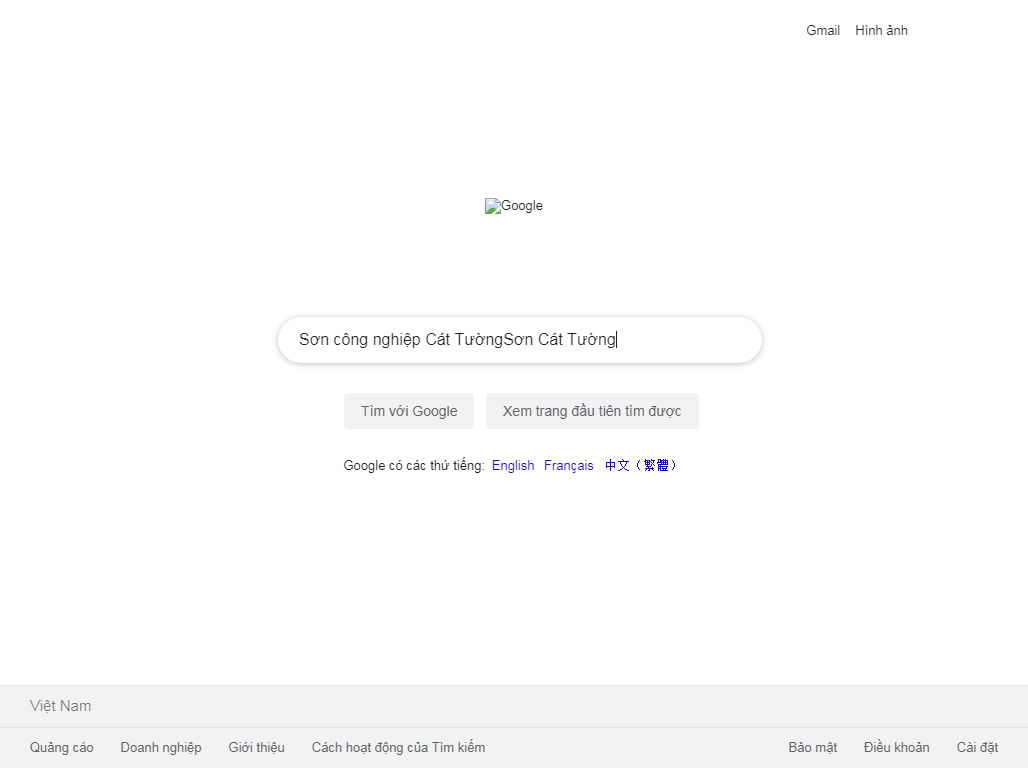 Gmail Hình ảnh
Google
Sơn công nghiệp Cát TườngSơn Cát Tường
Tìm với Google Xem trang đầu tiên tìm được
Google có các thứ tiếng: English Français 中文（繁體）
Việt Nam
Quảng cáo Doanh nghiệp Giới thiệu Cách hoạt động của Tìm kiếm Bảo mật Điều khoản Cài đặt